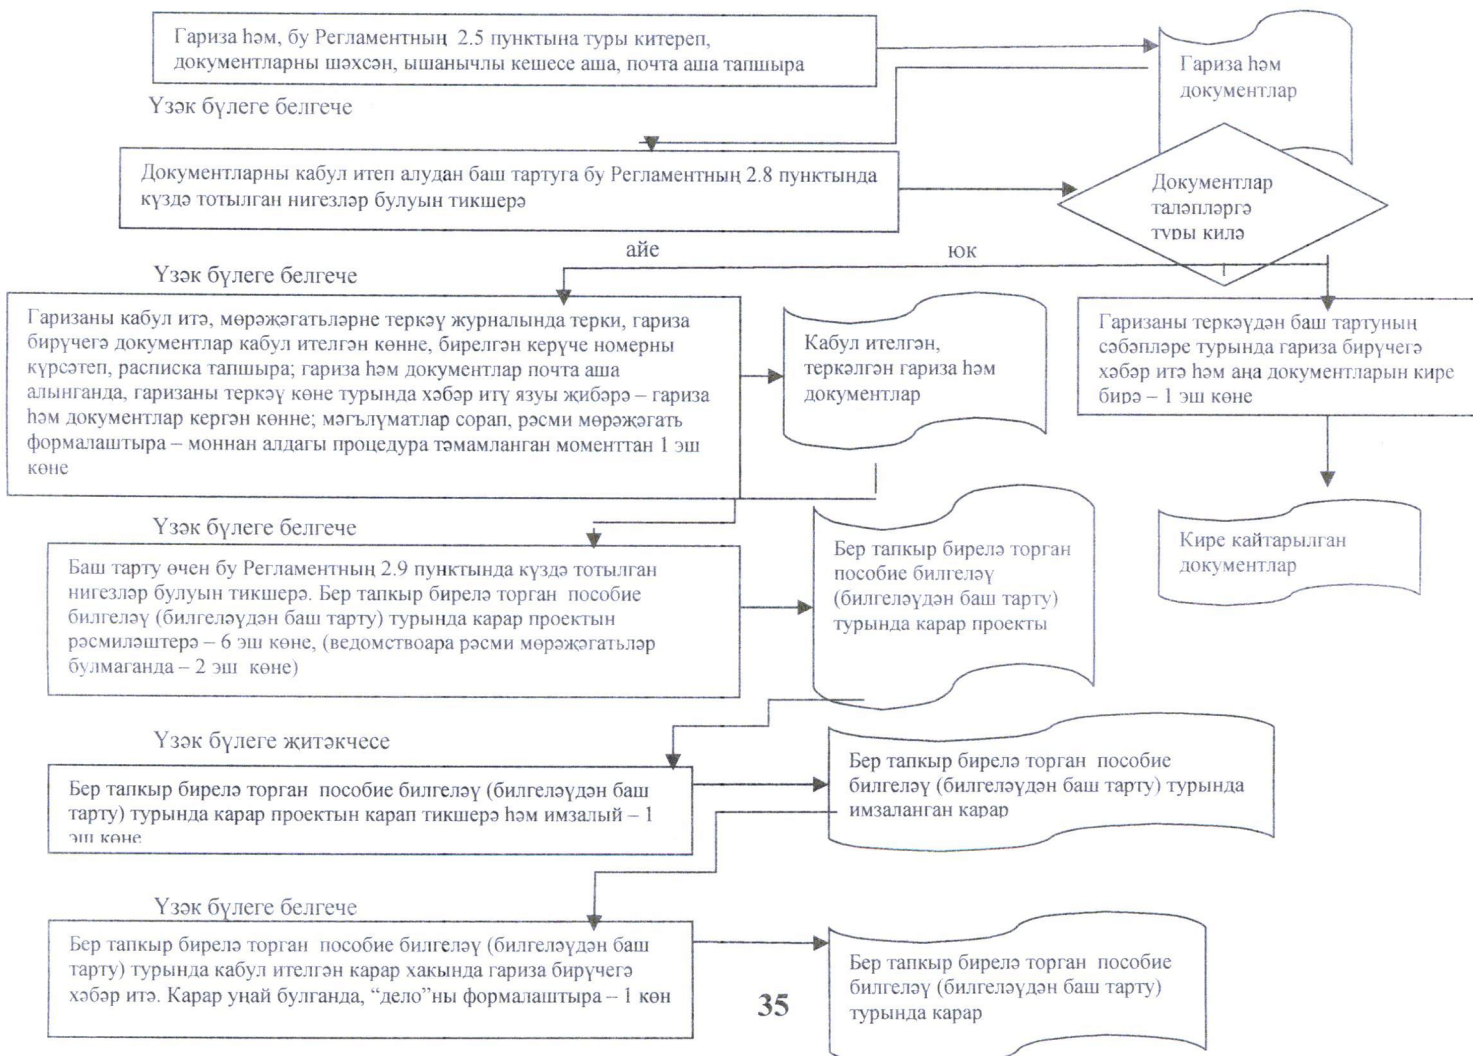 Гариза һәм, бу Регламентның 2.5 пунктына туры китереп,
документларны шәхсән, ышанычлы кешесе аша, почта аша тапшыра
Гариза һәм
документлар
Үзәк бүлеге белгече
Документларны кабул итеп алудан баш тартуга бу Регламентның 2.8 пунктында
күздә тотылган нигезләр булуын тикшерә
Документлар
таләпләргә
туры килә
айе
юк
Үзәк бүлеге белгече
Гаризаны кабул итә, мөрәҗәгатьләрне теркәү журналында терки, гариза
бирүчегә документлар кабул ителгән көнне, бирелгән керүче номерны
күрсәтеп, расписка тапшыра; гариза һәм документлар почта аша
алынганда, гаризаны теркәү көне турында хәбәр итү язуы җибәрә – гариза
һәм документлар кергән көнне; мәгълүматлар сорап, рәсми мөрәҗәгать
формалаштыра – моннан алдагы процедура тәмамланган моменттан 1 эш
көне
Кабул ителгән,
теркәлгән гариза һәм
документлар
Гаризаны теркәүдән баш тартуның
сәбәпләре турында гариза бирүчегә
хәбәр итә һәм аңа документларын кире
бирә – 1 эш көне
Үзәк бүлеге белгече
Баш тарту өчен бу Регламентның 2.9 пунктында күздә тотылган
нигезләр булуын тикшерә. Бер тапкыр бирелә торган пособие
билгеләү (билгеләүдән баш тарту) турында карар проектын
рәсмиләштерә – 6 эш көне, (ведомствоара рәсми мөрәҗәгатьләр
булмаганда – 2 эш көне)
Бер тапкыр бирелә торган
пособие билгеләү
(билгеләүдән баш тарту)
турында карар проекты
Кире кайтарылган
документлар
Үзәк бүлеге җитәкчесе
Бер тапкыр бирелә торган пособие билгеләү (билгеләүдән баш
тарту) турында карар проектын карап тикшерә һәм имзалый – 1
эш көне
Бер тапкыр бирелә торган пособие
билгеләү (билгеләүдән баш тарту) турында
имзаланган карар
Үзәк бүлеге белгече
Бер тапкыр бирелә торган пособие билгеләү (билгеләүдән баш
тарту) турында кабул ителгән карар хакында гариза бирүчегә
хәбәр итә. Карар уңай булганда, “дело”ны формалаштыра – 1 көн
Бер тапкыр бирелә торган пособие
билгеләү (билгеләүдән баш тарту)
турында карар
35